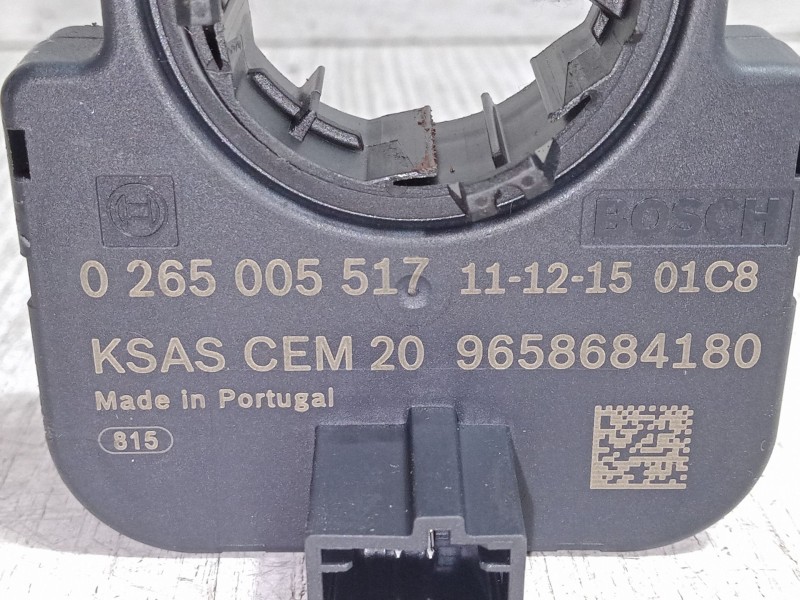 BOSCH
0 265 005 517 11-12-15 01C8
KSAS CEM 20 9658684180
Made in Portugal
815